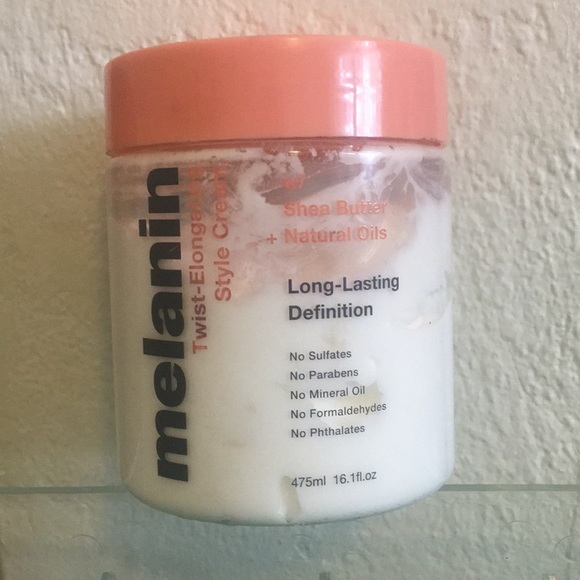 melanin
Twist-Elongating
Style Cream
w/
Shea Butter
+ Natural Oils
Long-Lasting
Definition
No Sulfates
No Parabens
No Mineral Oil
No Formaldehydes
No Phthalates
475ml 16.1fl.oz